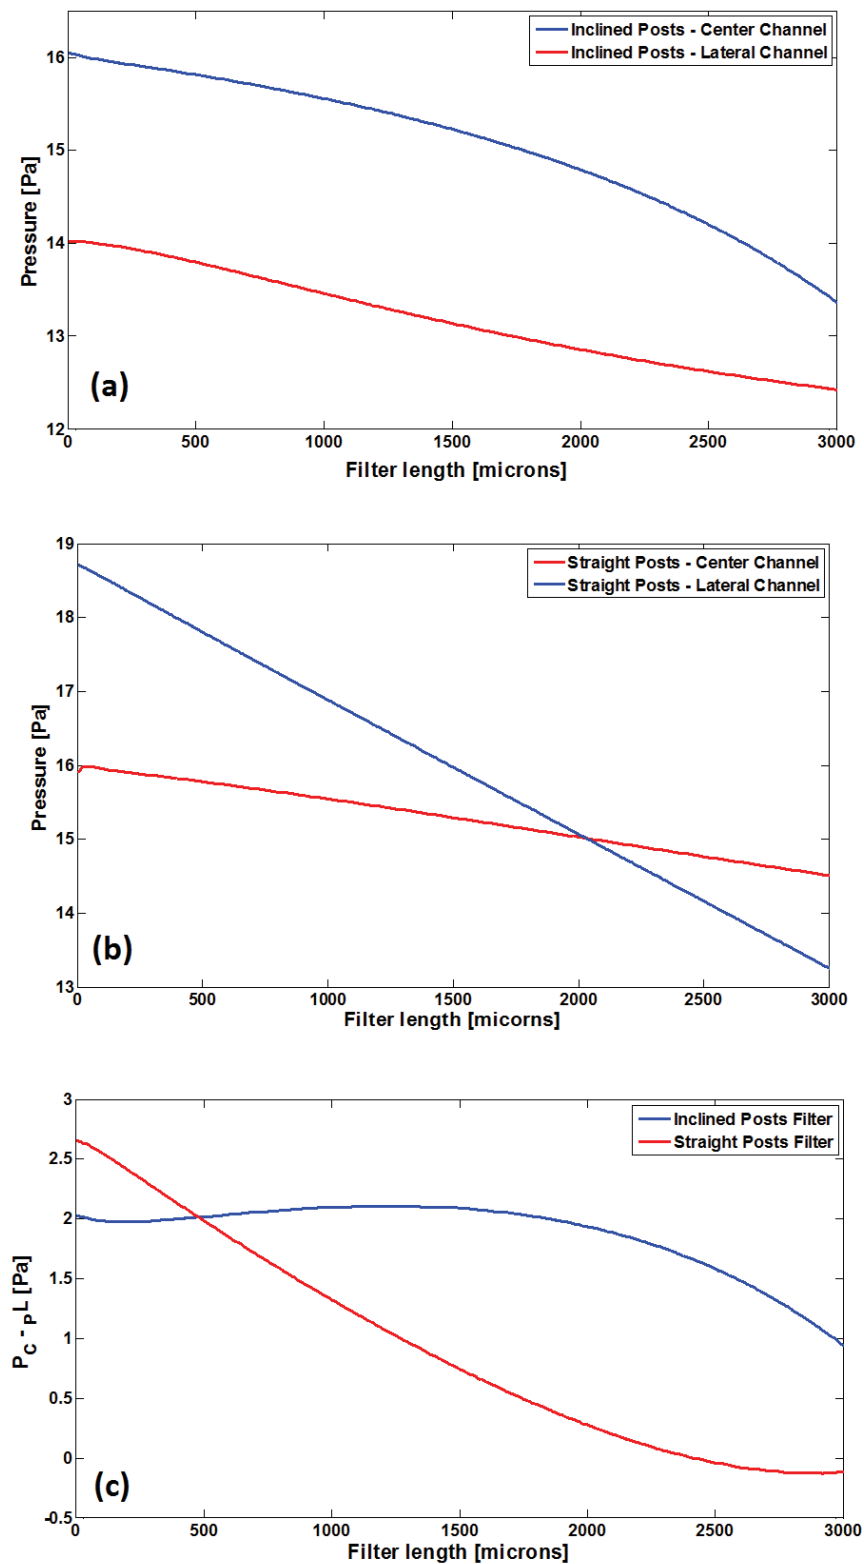 Inclined Posts - Center Channel
Inclined Posts - Lateral Channel
16
15
14
13
12
Pressure [Pa]
(a)
0 500 1000 1500 2000 2500 3000
Filter length [microns]
19
18
17
16
15
14
13
Pressure [Pa]
Straight Posts - Center Channel
Straight Posts - Lateral Channel
(b)
0 500 1000 1500 2000 2500 3000
Filter length [micorns]
3
2.5
2
1.5
1
0.5
0
-0.5
PC - PL [Pa]
Inclined Posts Filter
Straight Posts Filter
(c)
0 500 1000 1500 2000 2500 3000
Filter length [microns]